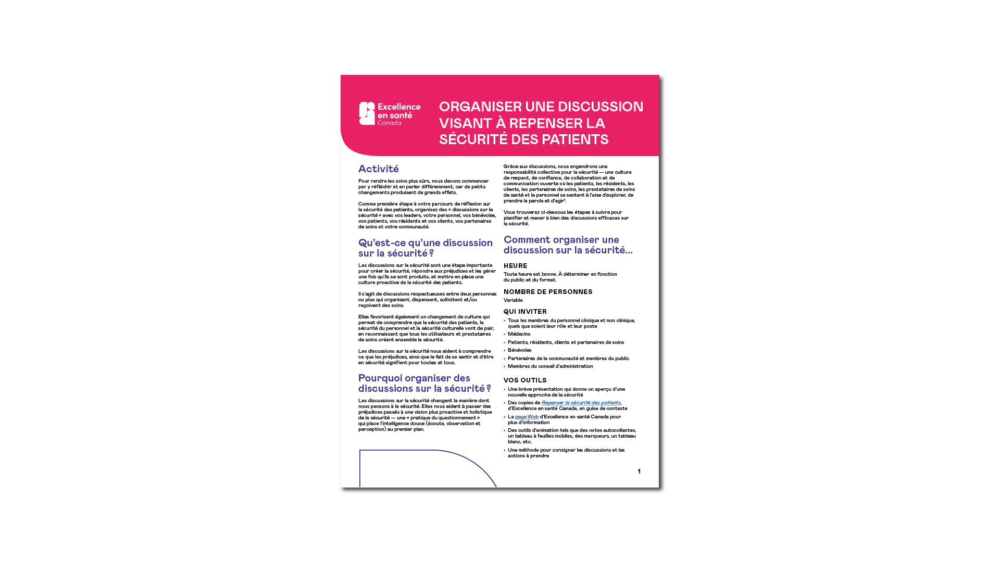 Excellence
en santé
Canada
ORGANISER UNE DISCUSSION
VISANT À REPENSER LA
SÉCURITÉ DES PATIENTS
Activité
Pour rendre les soins plus sûrs, nous devons commencer
par y réfléchir et en parler différemment, car de petits
changements produisent de grands effets.
Comme première étape à votre parcours de réflexion sur
la sécurité des patients, organisez des « discussions sur la
sécurité » avec vos leaders, votre personnel, vos bénévoles,
vos patients, vos résidents et vos clients, vos partenaires
de soins et votre communauté.
Qu'est-ce qu'une discussion
sur la sécurité ?
Les discussions sur la sécurité sont une étape importante
pour créer la sécurité, répondre aux préjudices et les gérer
une fois qu'ils se sont produits, et mettre en place une
culture proactive de la sécurité des patients.
Il s'agit de discussions respectueuses entre deux personnes
ou plus qui organisent, dispensent, sollicitent et/ou
reçoivent des soins.
Elles favorisent également un changement de culture qui
permet de comprendre que la sécurité des patients, la
sécurité du personnel et la sécurité culturelle vont de pair,
en reconnaissant que tous les utilisateurs et prestataires
de soins créent ensemble la sécurité.
Les discussions sur la sécurité nous aident à comprendre
ce que les préjudices, ainsi que le fait de se sentir et d'être
en sécurité signifient pour toutes et tous.
Pourquoi organiser des
discussions sur la sécurité ?
Les discussions sur la sécurité changent la manière dont
nous pensons à la sécurité. Elles nous aident à passer des
préjudices passés à une vision plus proactive et holistique
de la sécurité — une « pratique du questionnement »
qui place l'intelligence douce (écoute, observation et
perception) au premier plan.
Grâce aux discussions, nous engendrons une
responsabilité collective pour la sécurité — une culture
de respect, de confiance, de collaboration et de
communication ouverte où les patients, les résidents, les
clients, les partenaires de soins, les prestataires de soins
de santé et le personnel se sentent à l'aise d'explorer, de
prendre la parole et d'agir¹.
Vous trouverez ci-dessous les étapes à suivre pour
planifier et mener à bien des discussions efficaces sur
la sécurité.
Comment organiser une
discussion sur la sécurité...
HEURE
Toute heure est bonne. À déterminer en fonction
du public et du format.
NOMBRE DE PERSONNES
Variable
QUI INVITER
▪ Tous les membres du personnel clinique et non clinique,
quels que soient leur rôle et leur poste
▪ Médecins
▪ Patients, résidents, clients et partenaires de soins
▪ Bénévoles
▪ Partenaires de la communauté et membres du public
▪ Membres du conseil d'administration
VOS OUTILS
▪ Une brève présentation qui donne un aperçu d'une
nouvelle approche de la sécurité
▪ Des copies de Repenser la sécurité des patients,
d'Excellence en santé Canada, en guise de contexte
▪ La page Web d'Excellence en santé Canada pour
plus d'information
▪ Des outils d'animation tels que des notes autocollantes,
un tableau à feuilles mobiles, des marqueurs, un tableau
blanc, etc.
▪ Une méthode pour consigner les discussions et les
actions à prendre
1